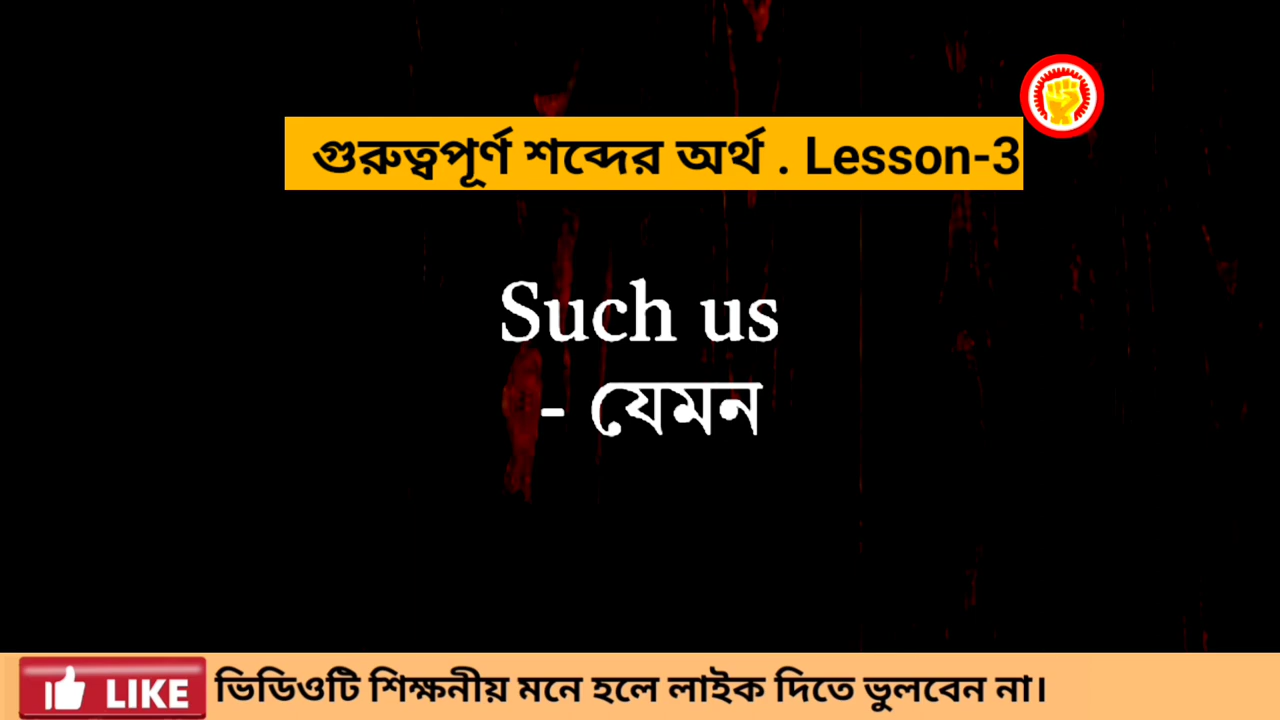 গুরুত্বপূর্ণ শব্দের অর্থ . Lesson-3
Such us
- যেমন
LIKE ভিডিওটি শিক্ষনীয় মনে হলে লাইক দিতে ভুলবেন না।